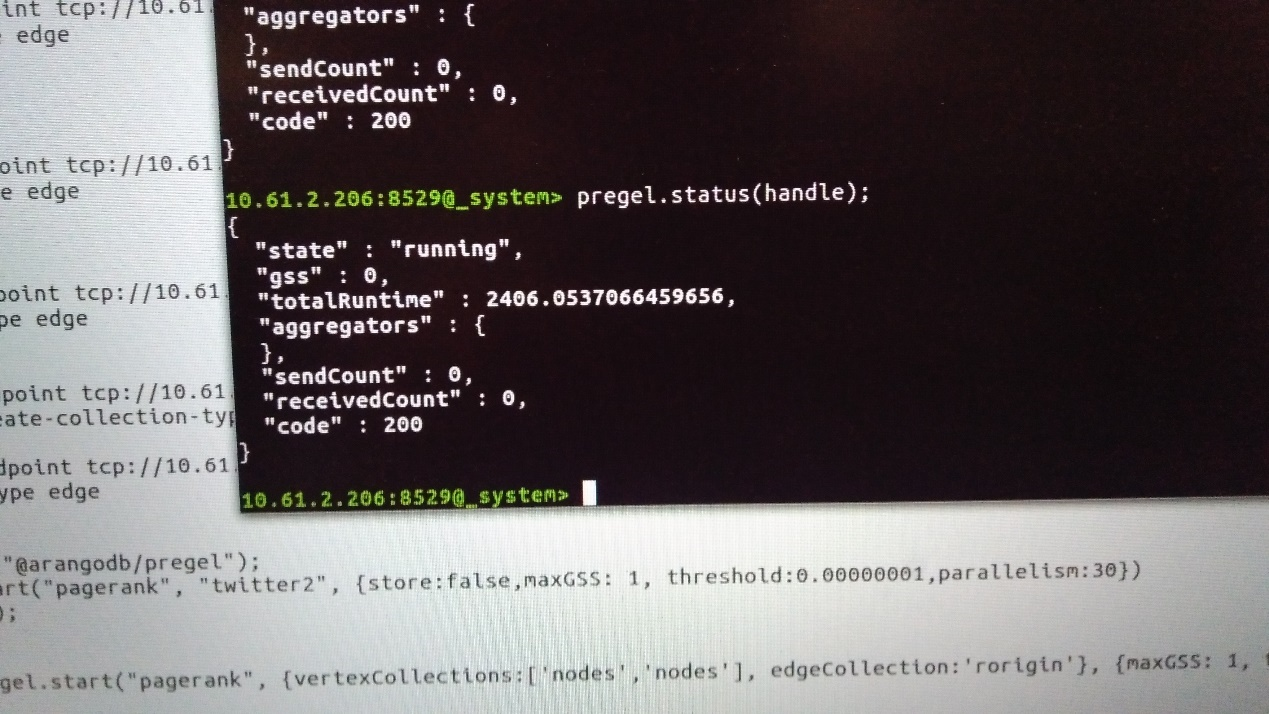 int tcp://10.61
edge
oint tcp://10.61
e edge
point tcp://10.61
pe edge
point tcp://10.61
eate-collection-typ
dpoint tcp://10.61
ype edge
"aggregators" : {
},
"sendCount" : 0,
"receivedCount" : 0,
"code" : 200
}
10.61.2.206:8529@_system> pregel.status(handle);
{
"state" : "running",
"gss" : 0,
"totalRuntime" : 2406.0537066459656,
"aggregators" : {
},
"sendCount" : 0,
"receivedCount" : 0,
"code" : 200
}
10.61.2.206:8529@_system>
"@arangodb/pregel");
art("pagerank", "twitter2", {store:false,maxGSS: 1, threshold:0.00000001,parallelism:30})
);
gel.start("pagerank", {vertexCollections:['nodes','nodes'], edgeCollection:'rorigin'}, {maxGSS: 1,